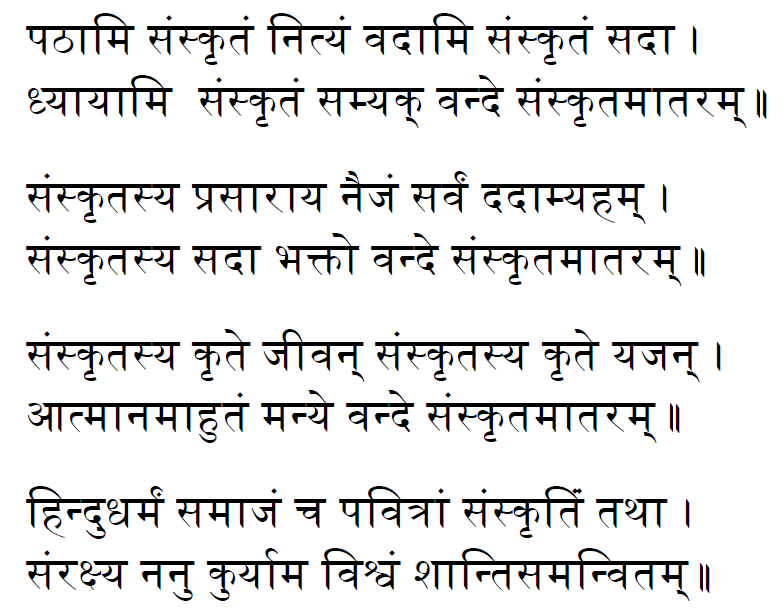 पठामि संस्कृतं नित्यं वदामि संस्कृतं सदा ।
ध्यायामि संस्कृतं सम्यक् वन्दे संस्कृतमातरम् ॥
संस्कृतस्य प्रसाराय नैजं सर्वं ददाम्यहम् ।
संस्कृतस्य सदा भक्तो वन्दे संस्कृतमातरम् ॥
संस्कृतस्य कृते जीवन् संस्कृतस्य कृते यजन् ।
आत्मानमाहुतं मन्ये वन्दे संस्कृतमातरम् ॥
हिन्दुधर्मं समाजं च पवित्रां संस्कृतिं तथा ।
संरक्ष्य ननु कुर्याम विश्वं शान्तिसमन्वितम् ॥